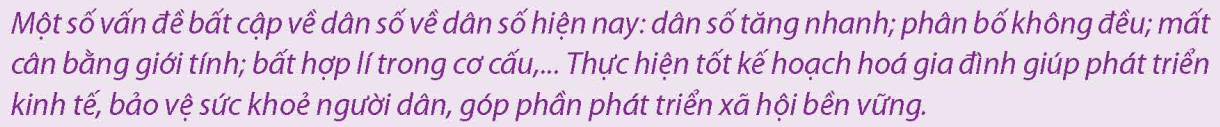 Một số vấn đề bất cập về dân số về dân số hiện nay: dân số tăng nhanh; phân bố không đều; mất
cân bằng giới tính; bất hợp lí trong cơ cấu,... Thực hiện tốt kế hoạch hoá gia đình giúp phát triển
kinh tế, bảo vệ sức khoẻ người dân, góp phần phát triển xã hội bền vững.